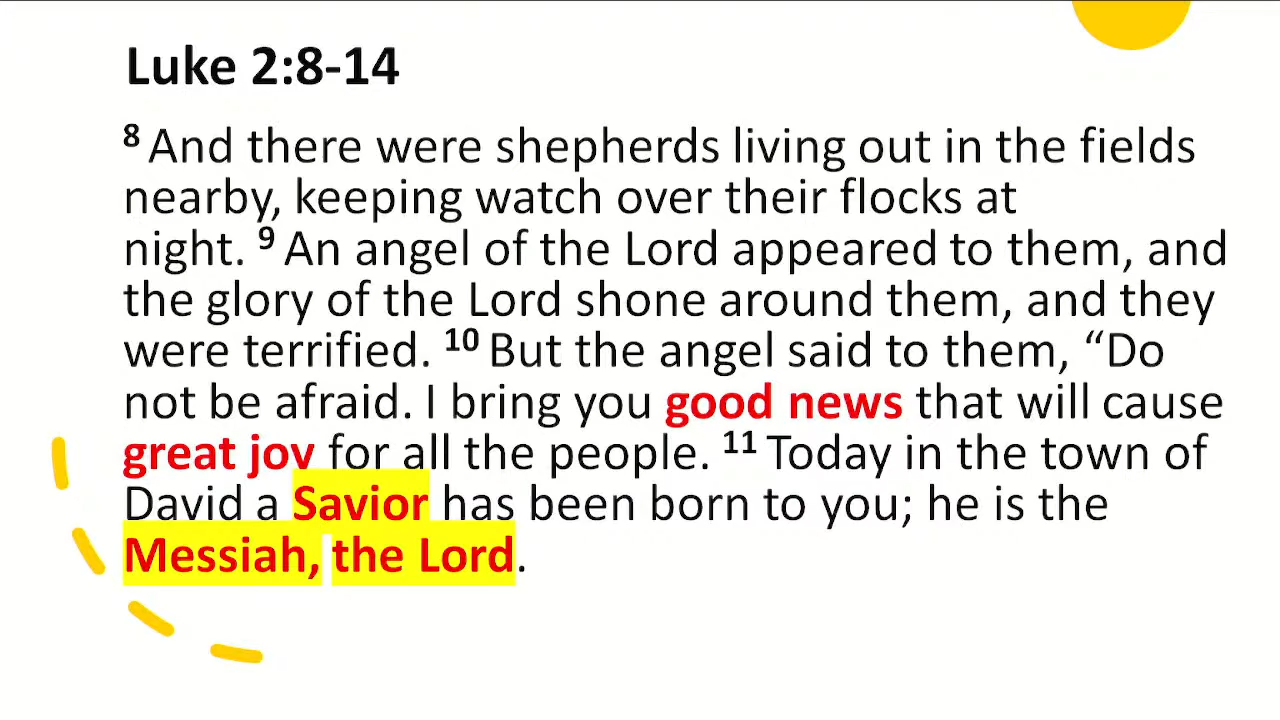 Luke 2:8-14
8 And there were shepherds living out in the fields
nearby, keeping watch over their flocks at
night. 9 An angel of the Lord appeared to them, and
the glory of the Lord shone around them, and they
were terrified. 10 But the angel said to them, “Do
not be afraid. I bring you good news that will cause
great joy for all the people. 11 Today in the town of
David a Savior has been born to you; he is the
Messiah, the Lord.